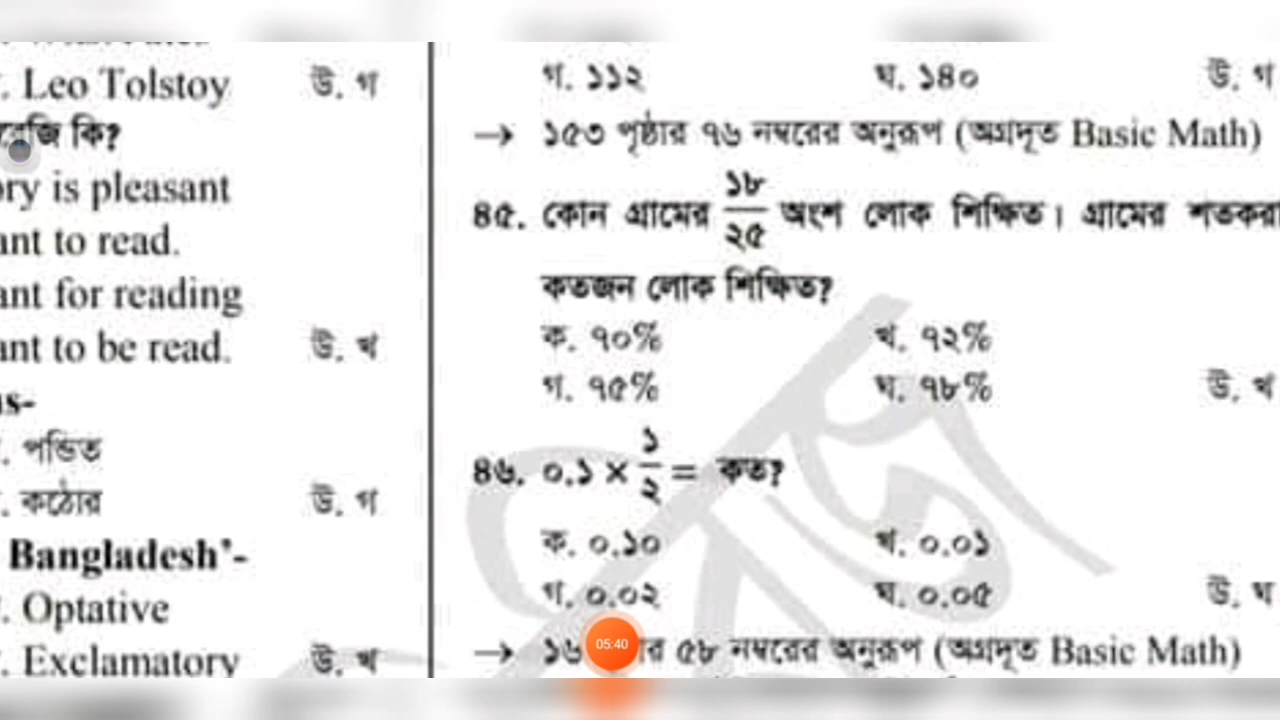 . Leo Tolstoy উ. গ
রেজি কি?
ory is pleasant
ant to read.
ant for reading
ant to be read. উ. খ
ns-
. পন্ডিত
. কঠোর উ. গ
Bangladesh’-
. Optative
. Exclamatory উ. খ
গ. ১১২ ঘ. ১৪০ উ. গ
→ ১৫৩ পৃষ্ঠার ৭৬ নম্বরের অনুরূপ (অগ্রদূত Basic Math)
৪৫. কোন গ্রামের ১৮/২৫ অংশ লোক শিক্ষিত। গ্রামের শতকরা
কতজন লোক শিক্ষিত?
ক. ৭০% খ. ৭২%
গ. ৭৫% ঘ. ৭৮% উ. খ
৪৬. ০.১ × ১/২ = কত?
ক. ০.১০ খ. ০.০১
গ. ০.০২ ঘ. ০.০৫ উ. ঘ
05:40
→ ১৬ ার ৫৮ নম্বরের অনুরূপ (অগ্রদূত Basic Math)